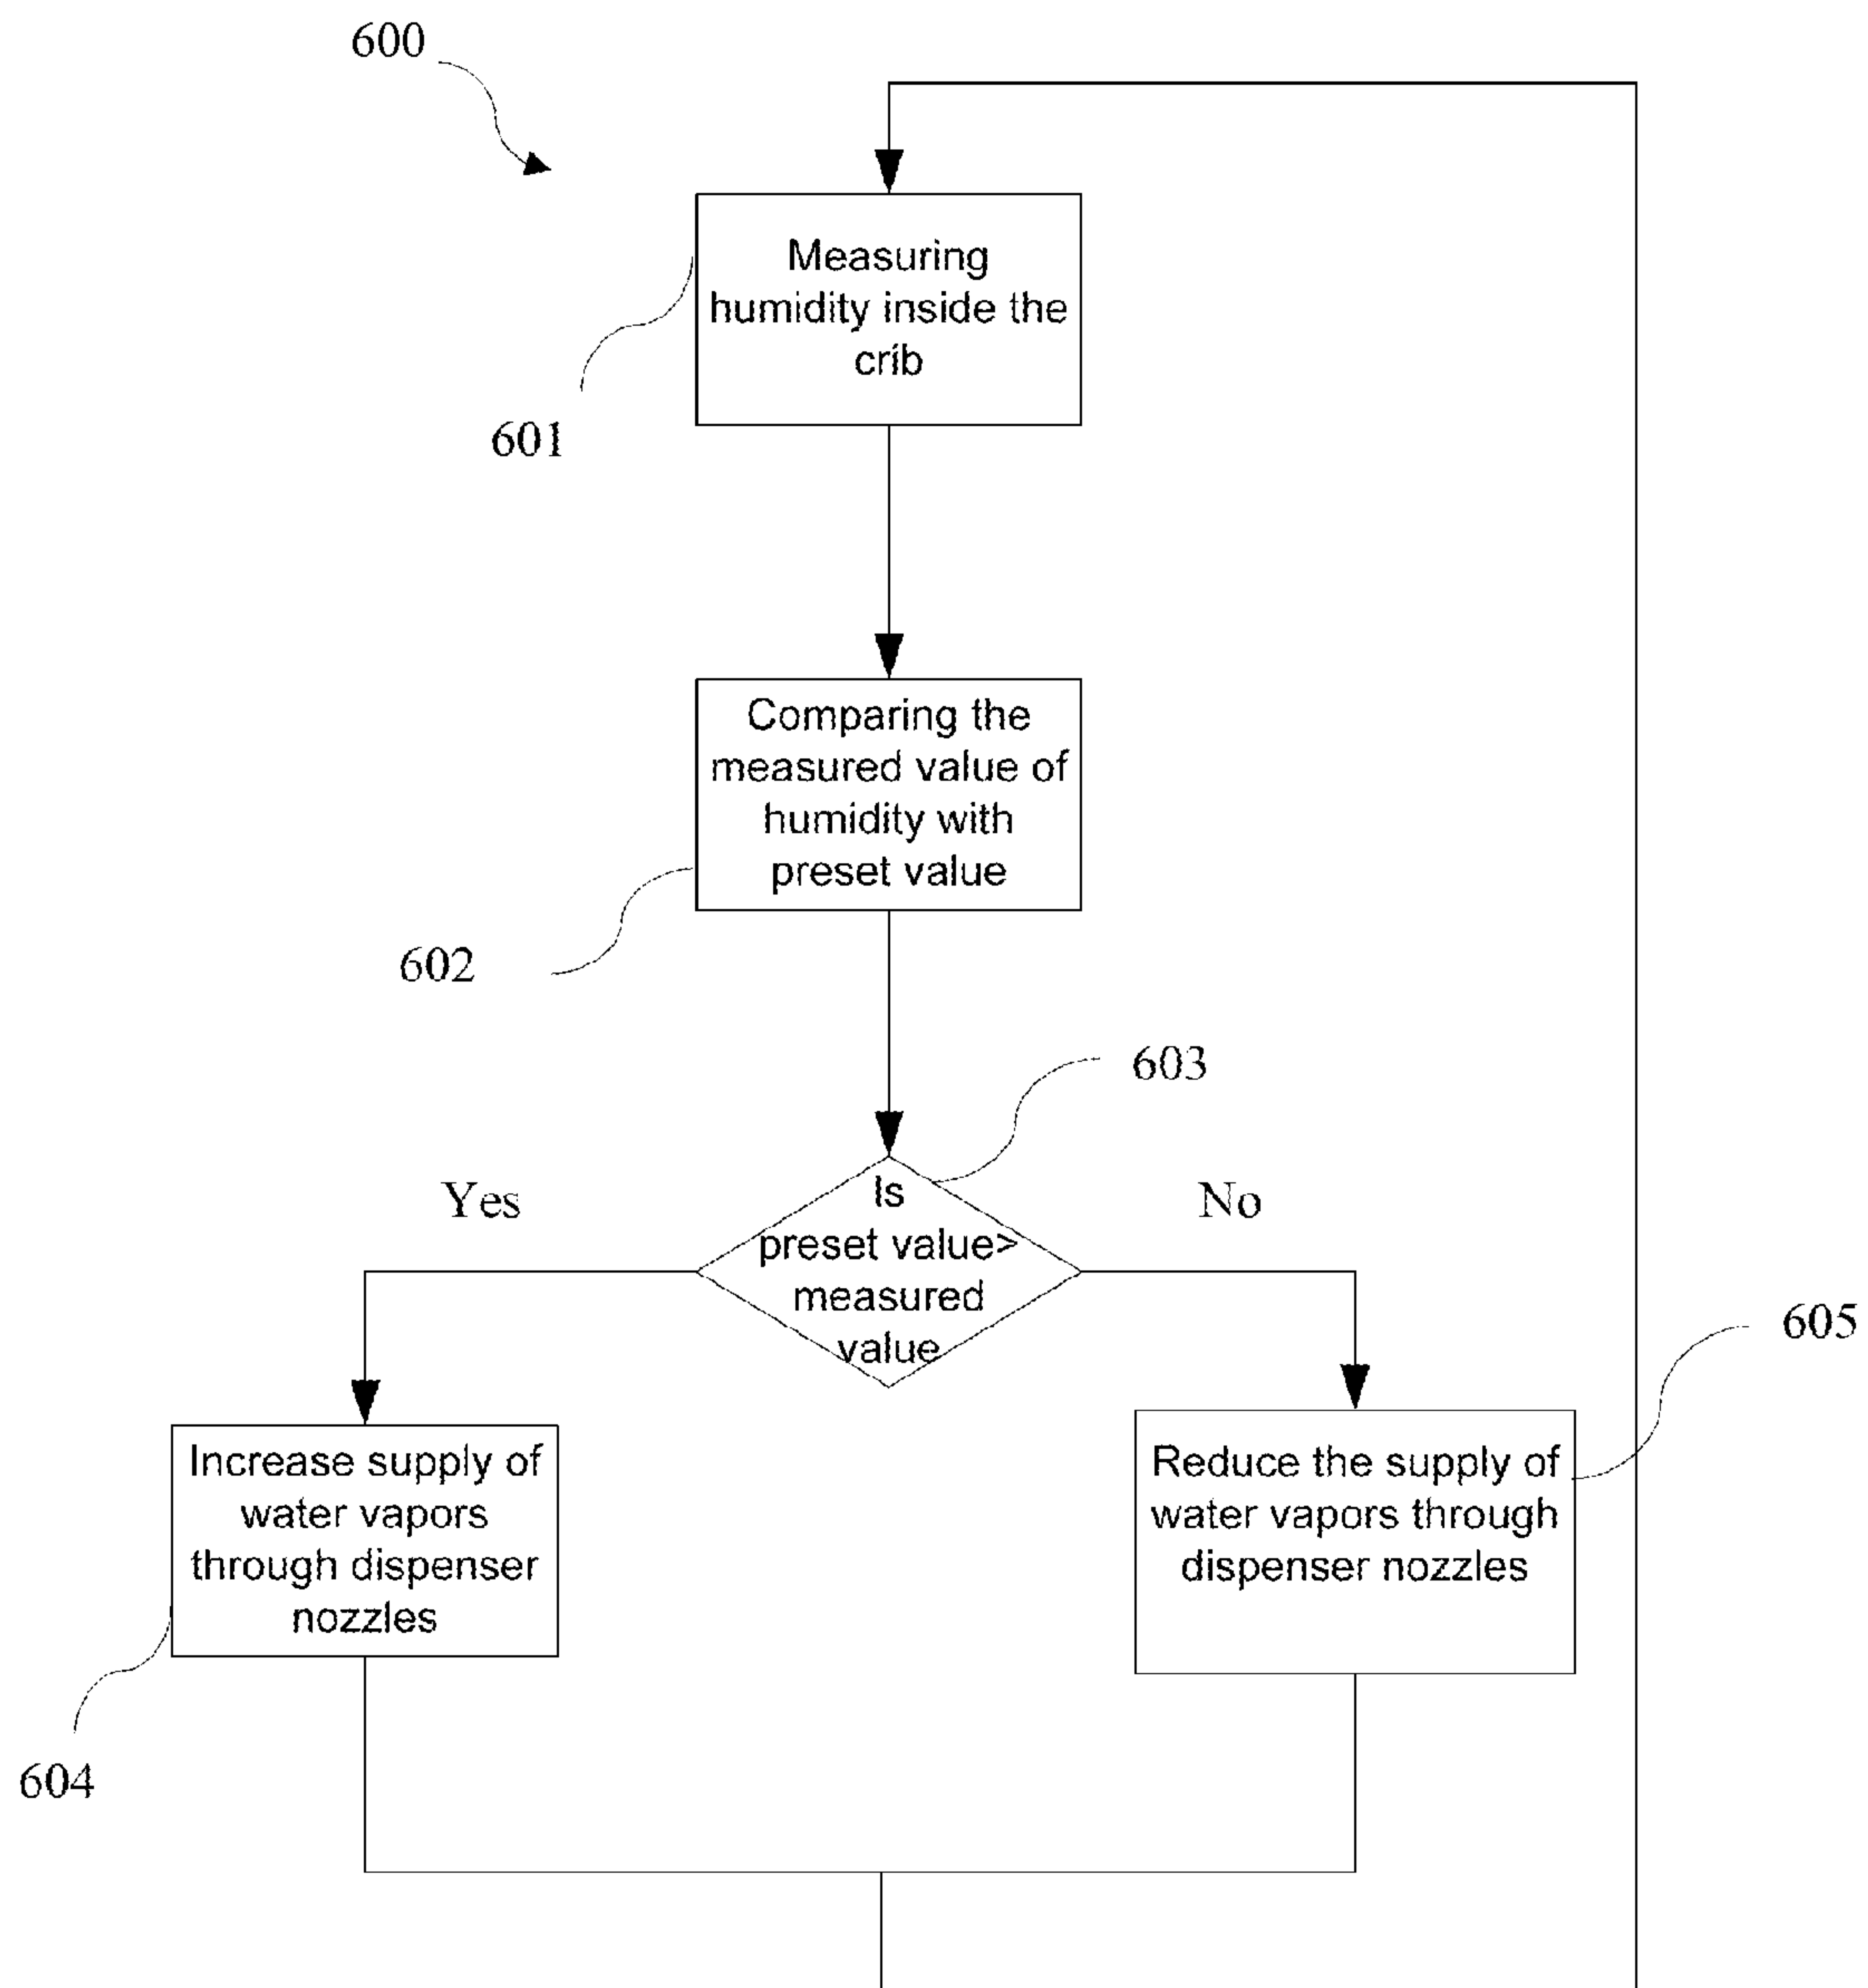 600
Measuring
humidity inside the
crib
601
Comparing the
measured value of
humidity with
preset value
602
603
Yes
Is
preset value>
measured
value
No
605
Increase supply of
water vapors
through dispenser
nozzles
Reduce the supply of
water vapors through
dispenser nozzles
604